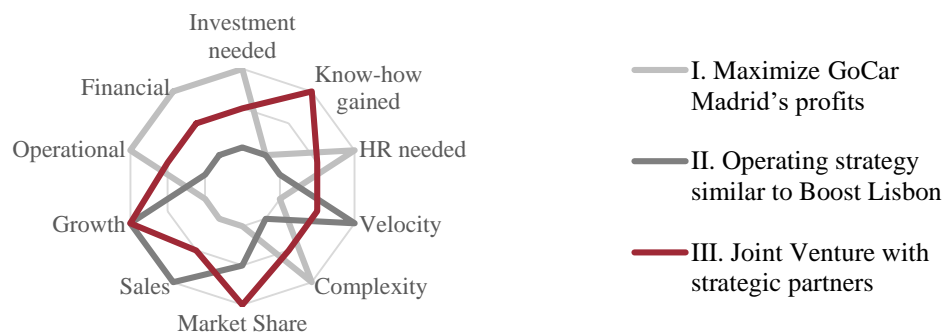 Investment
needed
Know-how
gained
HR needed
Velocity
Complexity
Market Share
Sales
Growth
Operational
Financial
I. Maximize GoCar
Madrid’s profits
II. Operating strategy
similar to Boost Lisbon
III. Joint Venture with
strategic partners